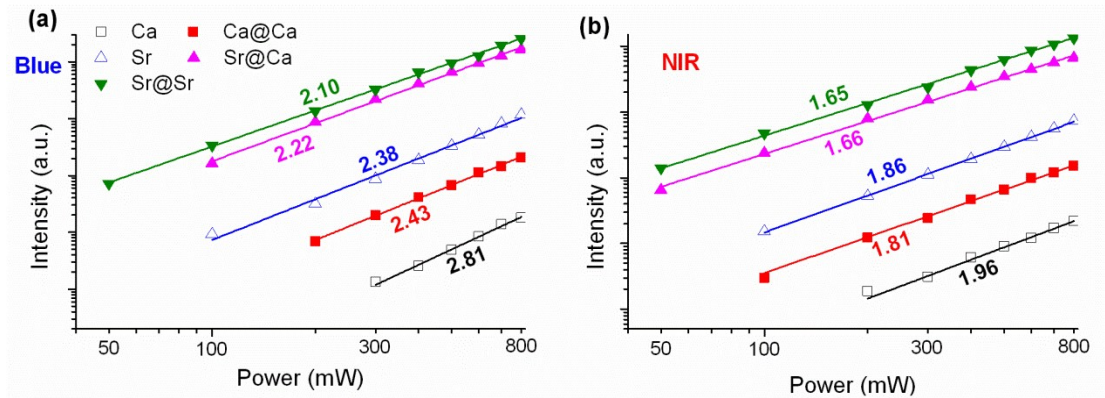 (a)
Ca
Ca@Ca
Sr
Sr@Ca
Sr@Sr
Blue
2.10
2.22
2.38
2.43
2.81
Intensity (a.u.)
50
100
300
800
Power (mW)
(b)
NIR
1.65
1.66
1.86
1.81
1.96
Intensity (a.u.)
50
100
300
800
Power (mW)